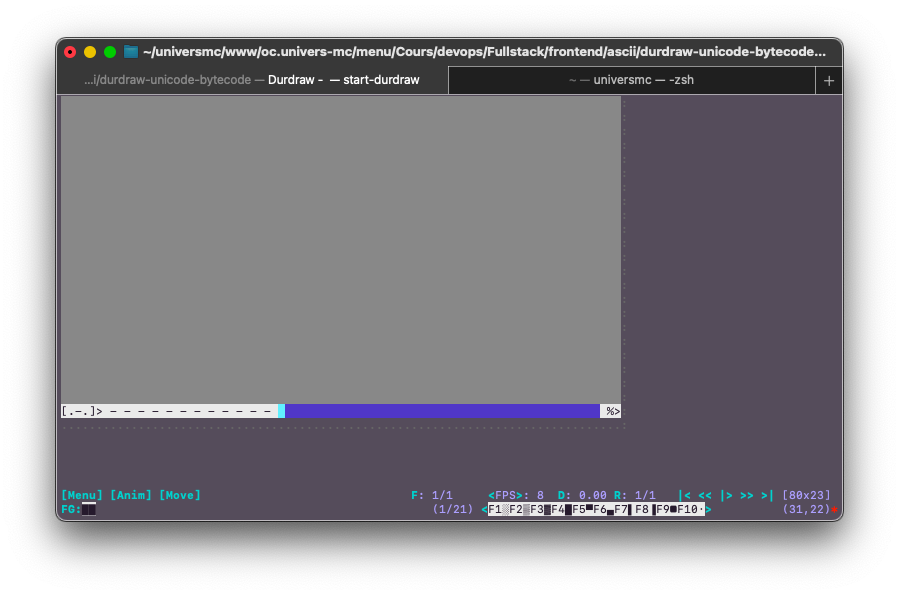 ~/universmc/www/oc.univers-mc/menu/Cours/devops/Fullstack/frontend/ascii/durdraw-unicode-bytecode...
...i/durdraw-unicode-bytecode — Durdraw - — start-durdraw
~ — universmc — -zsh
+
[.—.]> — — — — — — — — — — — — %>
[Menu] [Anim] [Move] F: 1/1 <FPS>: 8 D: 0.00 R: 1/1 |< << |> >> >| [80x23]
FG:██ (1/21) <F1░F2▒F3▓F4█F5▀F6▄F7▌F8▐F9■F10·> (31,22)